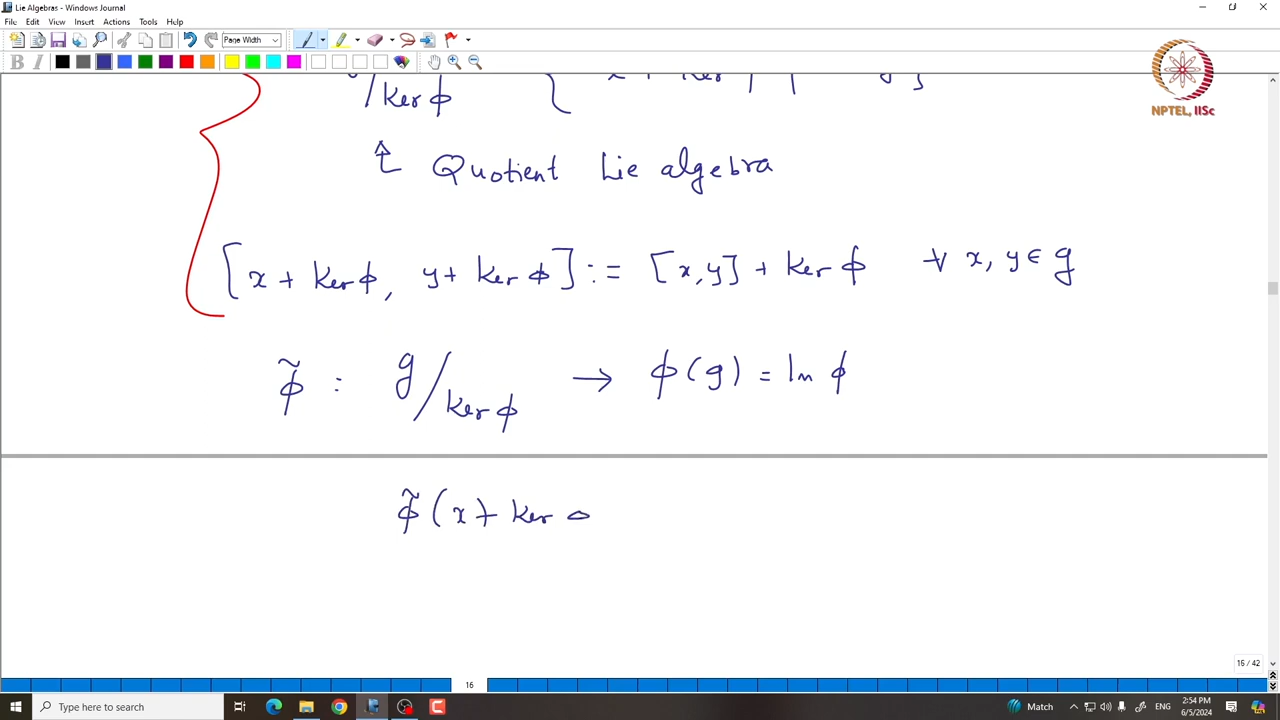 Lie Algebras - Windows Journal
File Edit View Insert Actions Tools Help
Page Width
B i
NPTEL, IISc
/Ker ϕ
↑ Quotient Lie algebra
[x + Ker ϕ, y + Ker ϕ] := [x, y] + Ker ϕ ∀ x, y ∈ g
ϕ̃ : g/Ker ϕ → ϕ(g) = Im ϕ
ϕ̃(x + Ker
16 / 42
16
Type here to search
Match
ENG
2:54 PM
6/5/2024